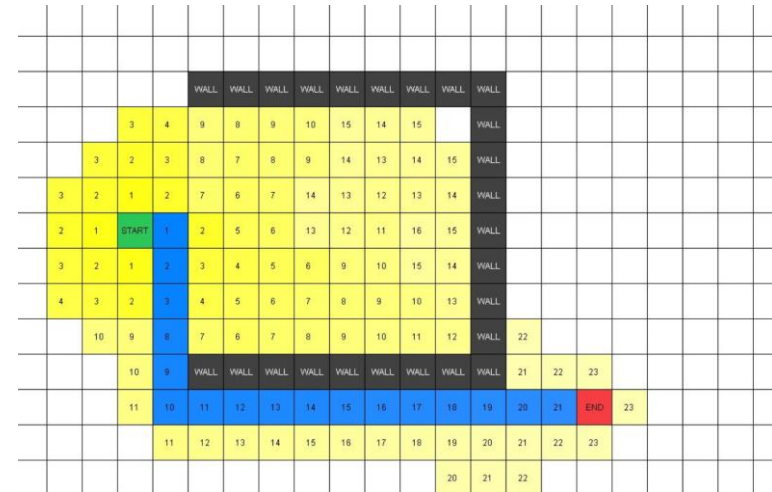 WALL WALL WALL WALL WALL WALL WALL WALL WALL
3 4 9 8 9 10 15 14 15 WALL
3 2 3 8 7 8 9 14 13 14 15 WALL
3 2 1 2 7 6 7 14 13 12 13 14 WALL
2 1 START 1 2 5 6 13 12 11 16 15 WALL
3 2 1 2 3 4 5 6 9 10 15 14 WALL
4 3 2 3 4 5 6 7 8 9 10 13 WALL
10 9 8 7 6 7 8 9 10 11 12 WALL 22
10 9 WALL WALL WALL WALL WALL WALL WALL WALL WALL 21 22 23
11 10 11 12 13 14 15 16 17 18 19 20 21 END 23
11 12 13 14 15 16 17 18 19 20 21 22 23
20 21 22